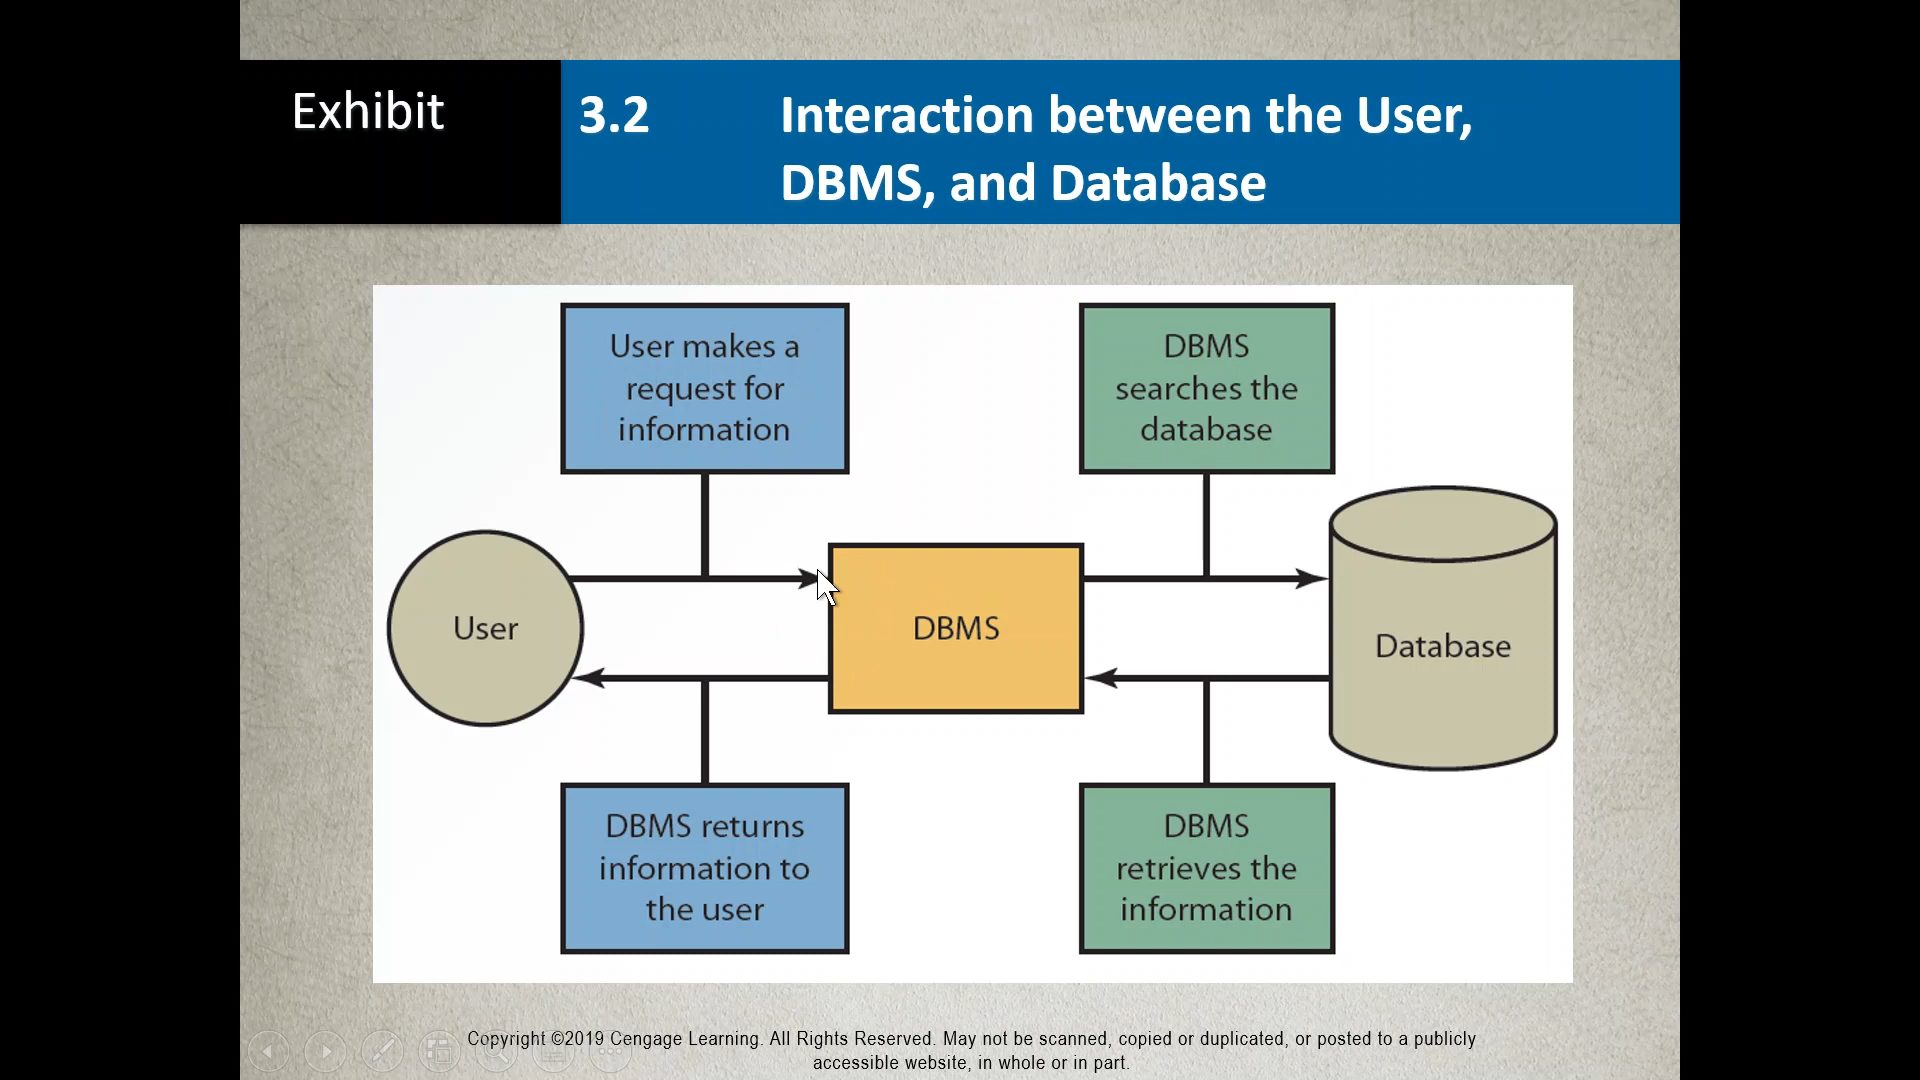 Exhibit
3.2
Interaction between the User,
DBMS, and Database
User makes a
request for
information
DBMS
searches the
database
User
DBMS
Database
DBMS returns
information to
the user
DBMS
retrieves the
information
Copyright ©2019 Cengage Learning. All Rights Reserved. May not be scanned, copied or duplicated, or posted to a publicly
accessible website, in whole or in part.